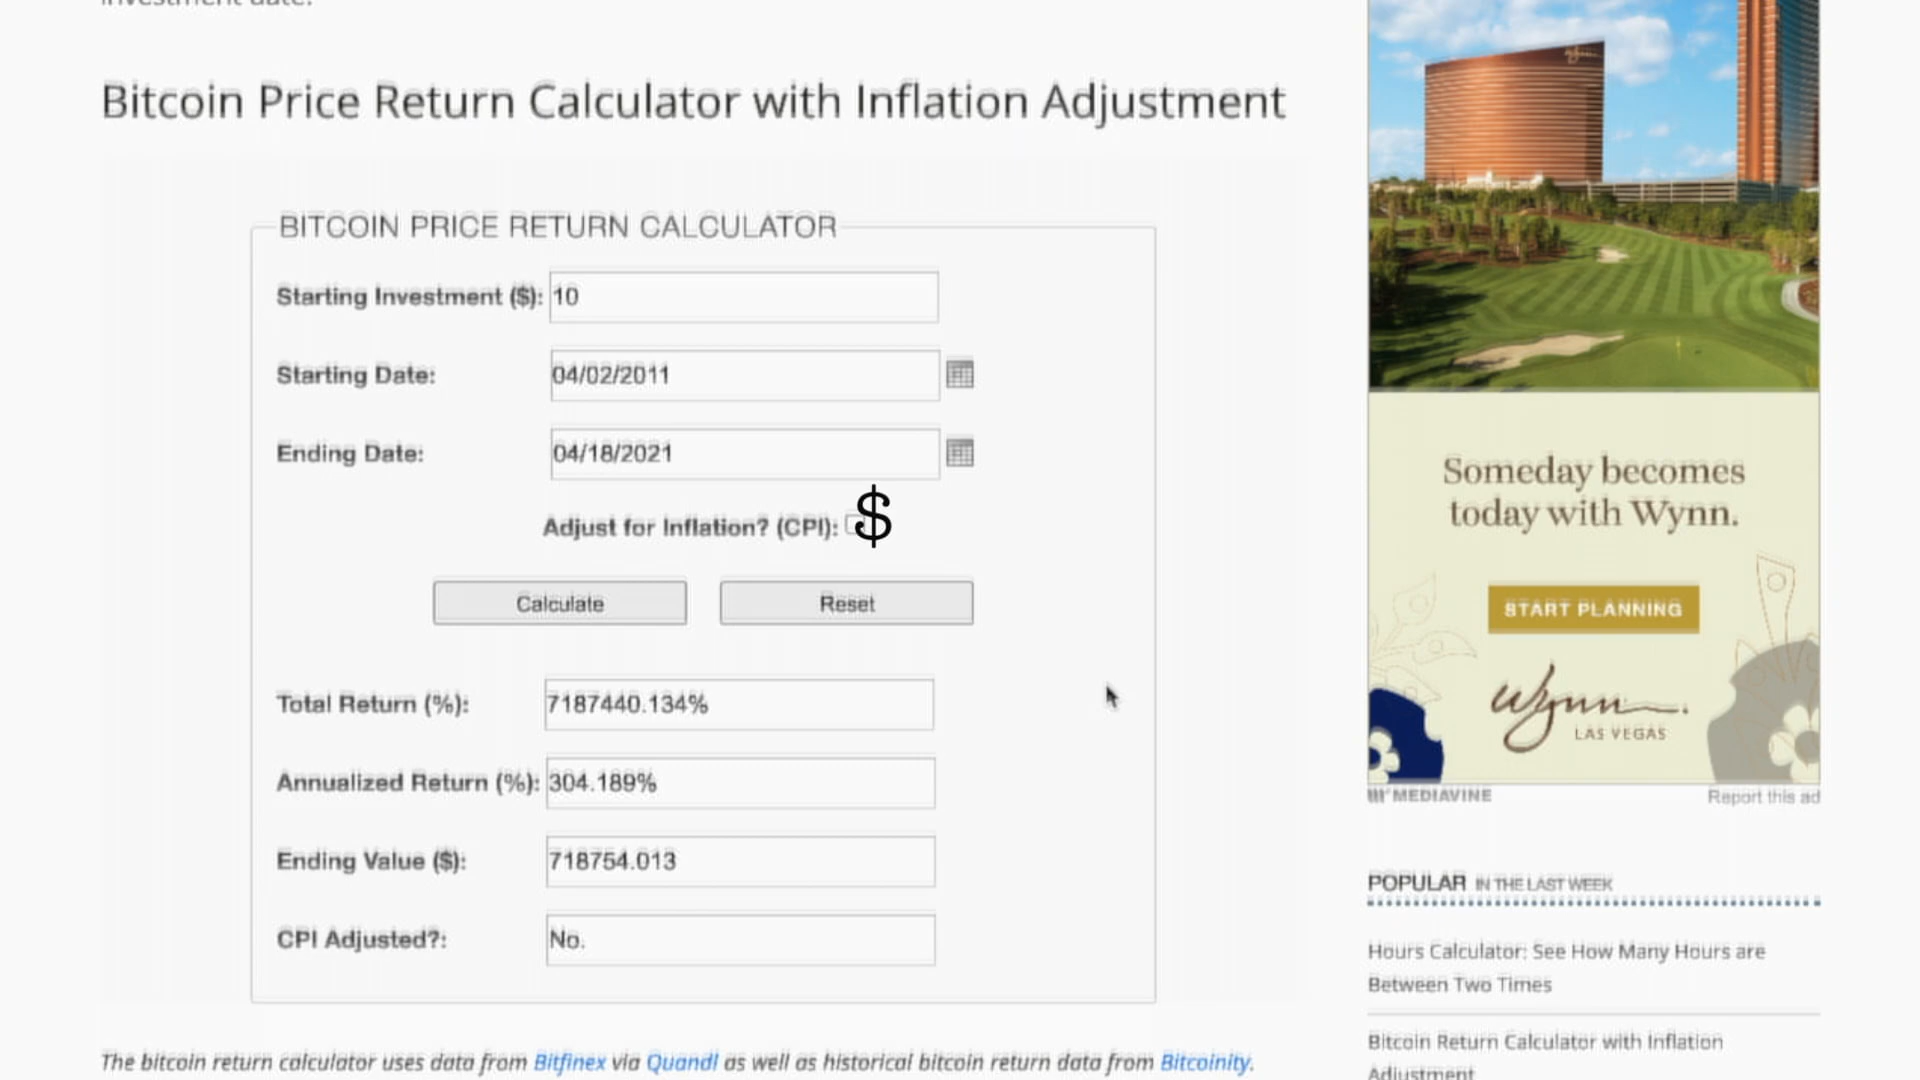 investment date.
Bitcoin Price Return Calculator with Inflation Adjustment
BITCOIN PRICE RETURN CALCULATOR
Starting Investment ($): 10
Starting Date: 04/02/2011
Ending Date: 04/18/2021
Adjust for Inflation? (CPI):
$
Calculate Reset
Total Return (%): 7187440.134%
Annualized Return (%): 304.189%
Ending Value ($): 718754.013
CPI Adjusted?: No.
The bitcoin return calculator uses data from Bitfinex via Quandl as well as historical bitcoin return data from Bitcoinity.
Wynn
Someday becomes
today with Wynn.
START PLANNING
Wynn
LAS VEGAS
MEDIAVINE Report this ad
POPULAR IN THE LAST WEEK
Hours Calculator: See How Many Hours are
Between Two Times
Bitcoin Return Calculator with Inflation
Adjustment